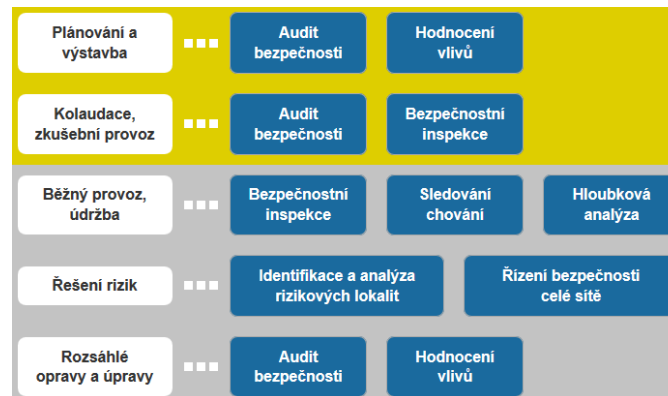 Plánování a
výstavba
Audit
bezpečnosti
Hodnocení
vlivů
Kolaudace,
zkušební provoz
Audit
bezpečnosti
Bezpečnostní
inspekce
Běžný provoz,
údržba
Bezpečnostní
inspekce
Sledování
chování
Hloubková
analýza
Řešení rizik
Identifikace a analýza
rizikových lokalit
Řízení bezpečnosti
celé sítě
Rozsáhlé
opravy a úpravy
Audit
bezpečnosti
Hodnocení
vlivů